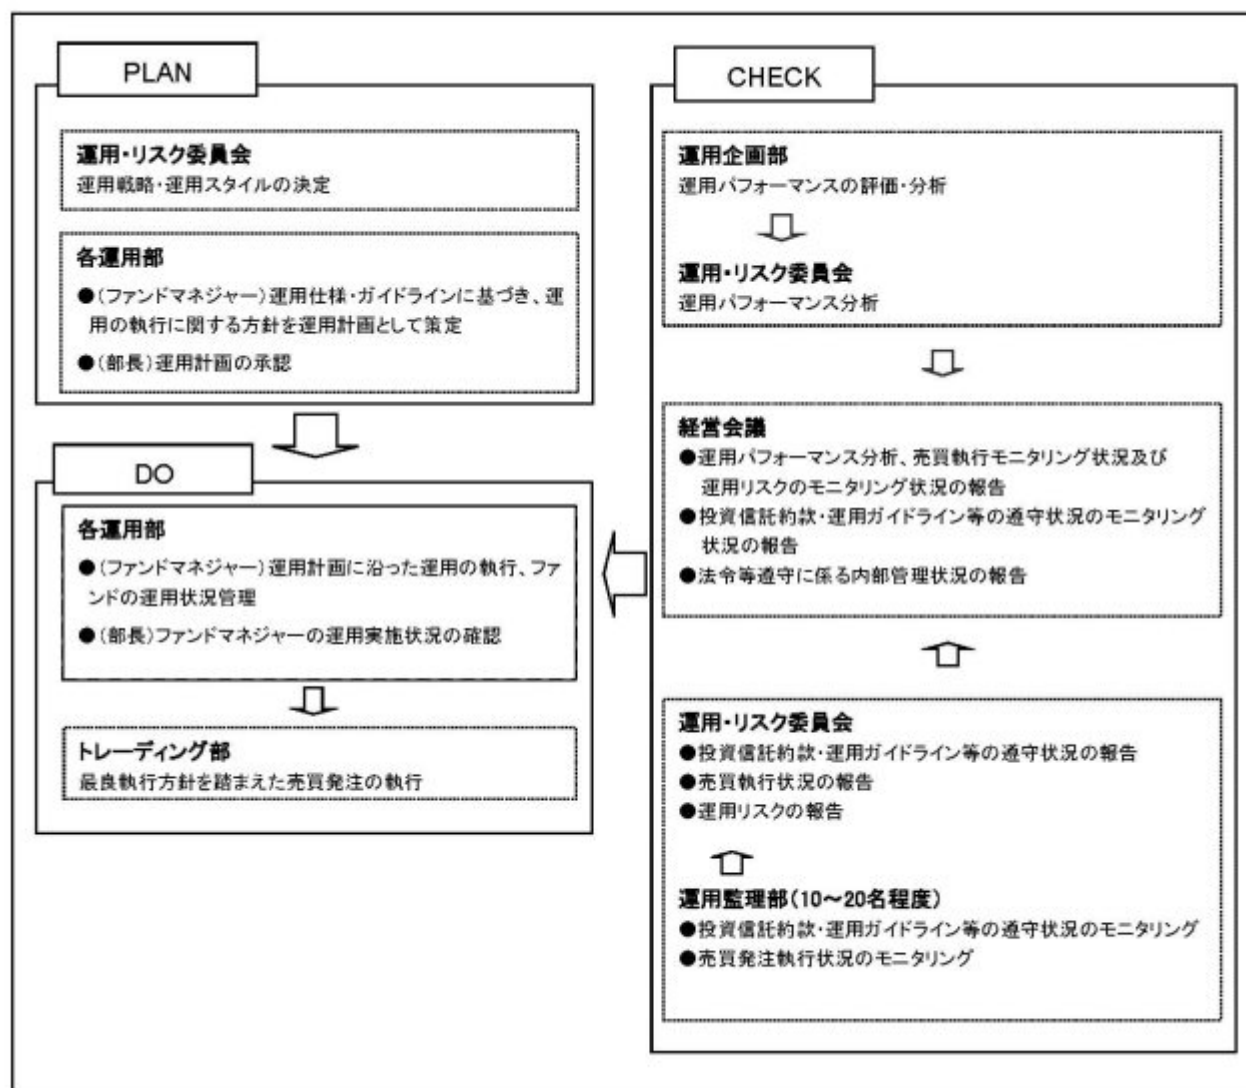 PLAN
運用・リスク委員会
運用戦略・運用スタイルの決定
各運用部
●(ファンドマネジャー)運用仕様・ガイドラインに基づき、運
用の執行に関する方針を運用計画として策定
●(部長)運用計画の承認
DO
各運用部
●(ファンドマネジャー)運用計画に沿った運用の執行、ファ
ンドの運用状況管理
●(部長)ファンドマネジャーの運用実施状況の確認
トレーディング部
最良執行方針を踏まえた売買発注の執行
CHECK
運用企画部
運用パフォーマンスの評価・分析
運用・リスク委員会
運用パフォーマンス分析
経営会議
●運用パフォーマンス分析、売買執行モニタリング状況及び
運用リスクのモニタリング状況の報告
●投資信託約款・運用ガイドライン等の遵守状況のモニタリング
状況の報告
●法令等遵守に係る内部管理状況の報告
運用・リスク委員会
●投資信託約款・運用ガイドライン等の遵守状況の報告
●売買執行状況の報告
●運用リスクの報告
運用監理部(10～20名程度)
●投資信託約款・運用ガイドライン等の遵守状況のモニタリング
●売買発注執行状況のモニタリング